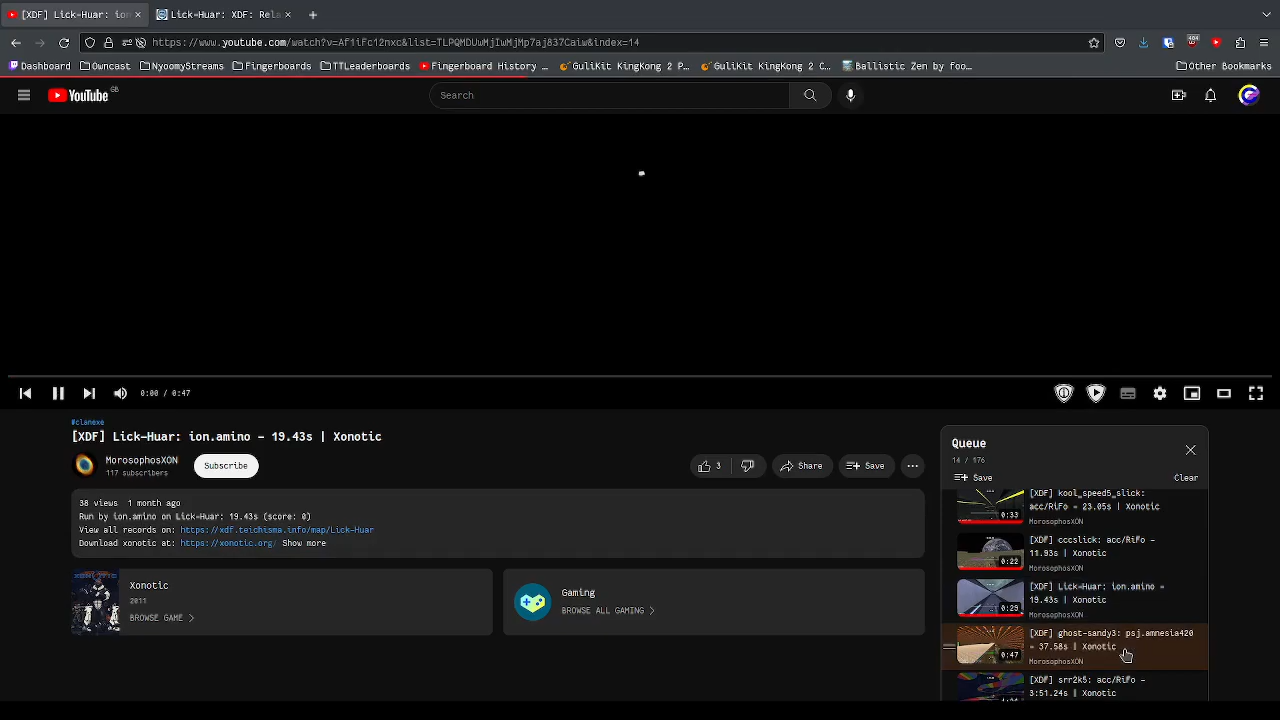 [XDF] Lick-Huar: ion
Lick-Huar: XDF: Rela
https://www.youtube.com/watch?v=Af1iFc12nxc&list=TLPQMDUwMjIwMjMp7aj837Caiw&index=14
Dashboard
Owncast
NyoomyStreams
Fingerboards
TTLeaderboards
Fingerboard History ...
GuliKit KingKong 2 P...
GuliKit KingKong 2 C...
Ballistic Zen by foo...
Other Bookmarks
YouTube GB
Search
0:00 / 0:47
#clanexe
[XDF] Lick-Huar: ion.amino – 19.43s | Xonotic
MorosophosXON
117 subscribers
Subscribe
3
Share
Save
38 views 1 month ago
Run by ion.amino on Lick-Huar: 19.43s (score: 0)
View all records on: https://xdf.teichisma.info/map/Lick-Huar
Download xonotic at: https://xonotic.org/ Show more
Xonotic
2011
BROWSE GAME
Gaming
BROWSE ALL GAMING
Queue
14 / 176
Save
Clear
[XDF] kool_speed5_slick:
acc/RiFo – 23.05s | Xonotic
0:33
MorosophosXON
[XDF] cccslick: acc/RiFo –
11.93s | Xonotic
0:22
MorosophosXON
[XDF] Lick-Huar: ion.amino –
19.43s | Xonotic
0:29
MorosophosXON
[XDF] ghost-sandy3: psj.amnesia420
– 37.58s | Xonotic
0:47
MorosophosXON
[XDF] srr2k5: acc/RiFo –
3:51.24s | Xonotic